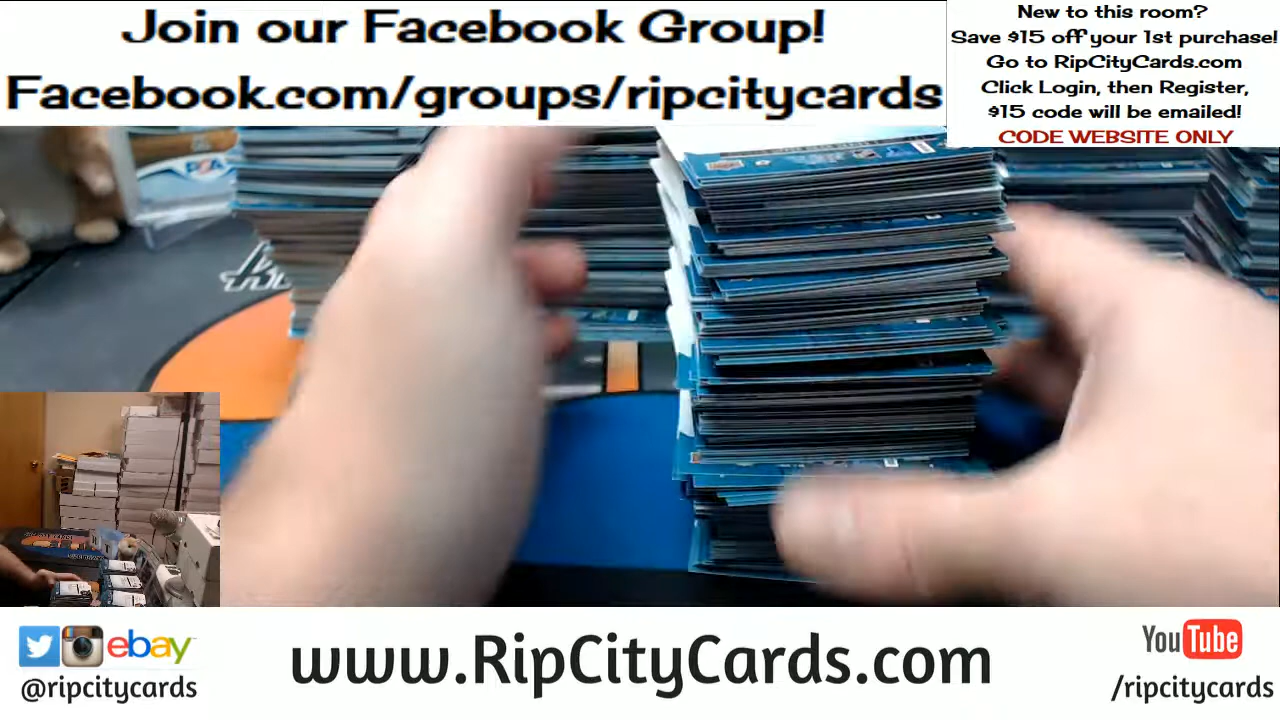 Join our Facebook Group!
Facebook.com/groups/ripcitycards
New to this room?
Save $15 off your 1st purchase!
Go to RipCityCards.com
Click Login, then Register,
$15 code will be emailed!
CODE WEBSITE ONLY
ebay
@ripcitycards
www.RipCityCards.com
YouTube
/ripcitycards